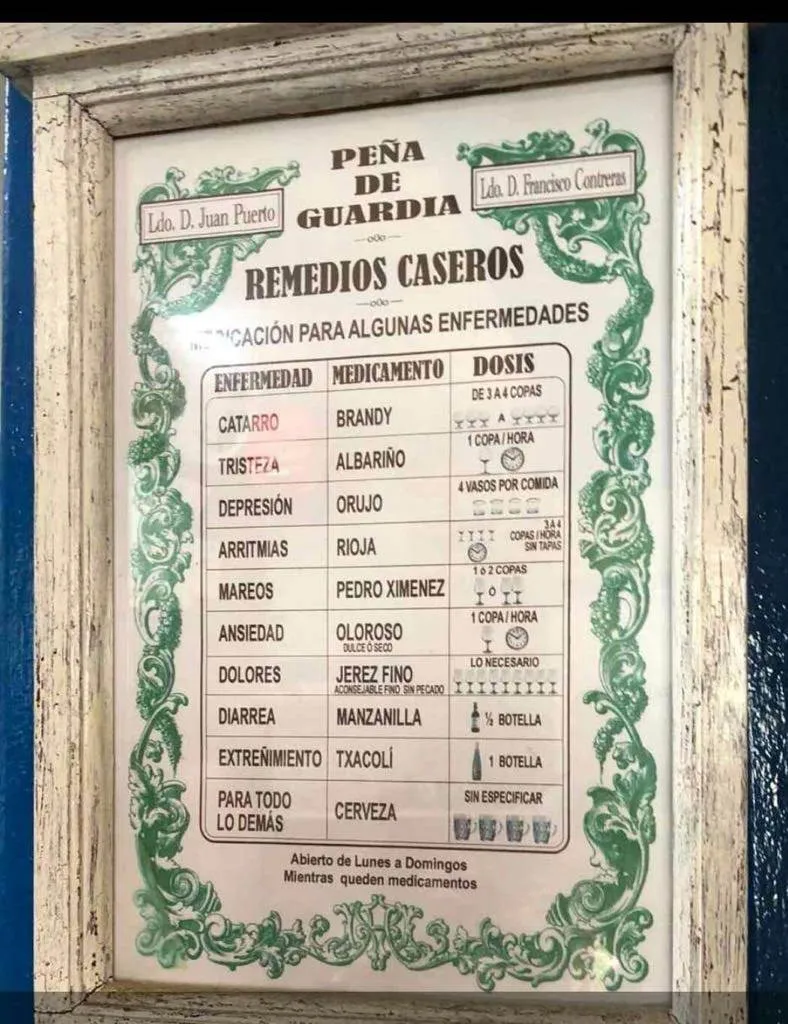 PEÑA
DE
GUARDIA
Ldo. D. Juan Puerto
Ldo. D. Francisco Contreras
REMEDIOS CASEROS
PARA ALGUNAS ENFERMEDADES
ENFERMEDAD MEDICAMENTO DOSIS
CATARRO BRANDY DE 3 A 4 COPAS
A
TRISTEZA ALBARIÑO 1 COPA / HORA
DEPRESIÓN ORUJO 4 VASOS POR COMIDA
ARRITMIAS RIOJA 3 A 4
COPAS / HORA
SIN TAPAS
MAREOS PEDRO XIMENEZ 1 ó 2 COPAS
Ó
ANSIEDAD OLOROSO 1 COPA / HORA
DULCE Ó SECO
DOLORES JEREZ FINO LO NECESARIO
ACONSEJABLE FINO SIN PECADO
DIARREA MANZANILLA ½ BOTELLA
EXTREÑIMIENTO TXACOLÍ 1 BOTELLA
PARA TODO
LO DEMÁS CERVEZA SIN ESPECIFICAR
Abierto de Lunes a Domingos
Mientras queden medicamentos